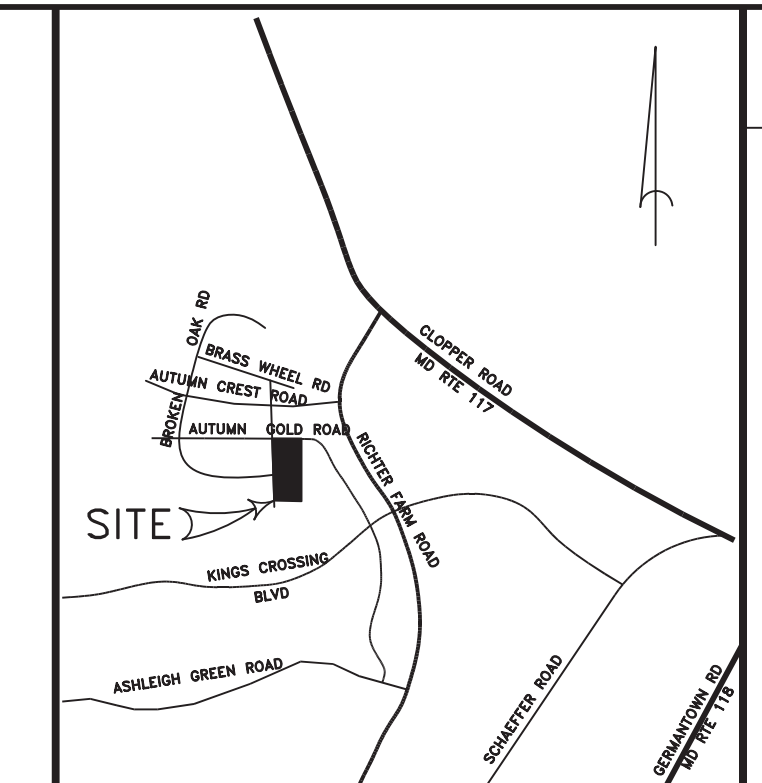 OAK RD
BROKEN
BRASS WHEEL RD
AUTUMN CREST ROAD
AUTUMN GOLD ROAD
CLOPPER ROAD
MD RTE 117
RICHTER FARM ROAD
SITE
KINGS CROSSING
BLVD
ASHLEIGH GREEN ROAD
SCHAEFFER ROAD
GERMANTOWN RD
MD RTE 118